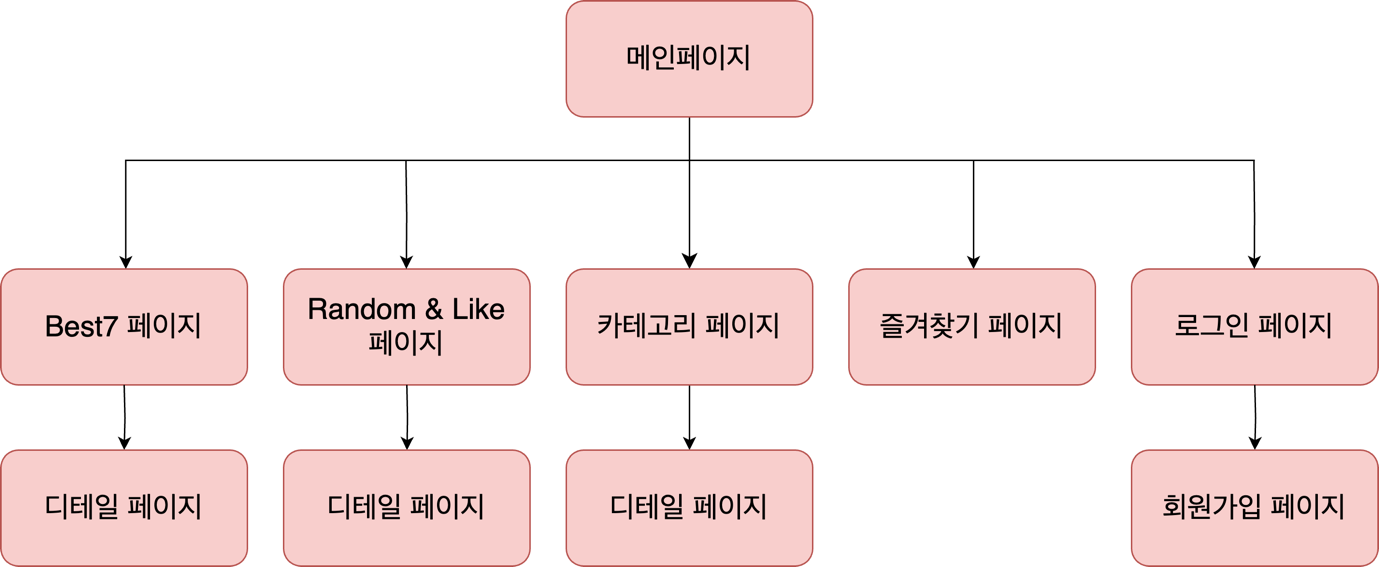 메인페이지
Best7 페이지
Random & Like
페이지
카테고리 페이지
즐겨찾기 페이지
로그인 페이지
디테일 페이지
디테일 페이지
디테일 페이지
회원가입 페이지